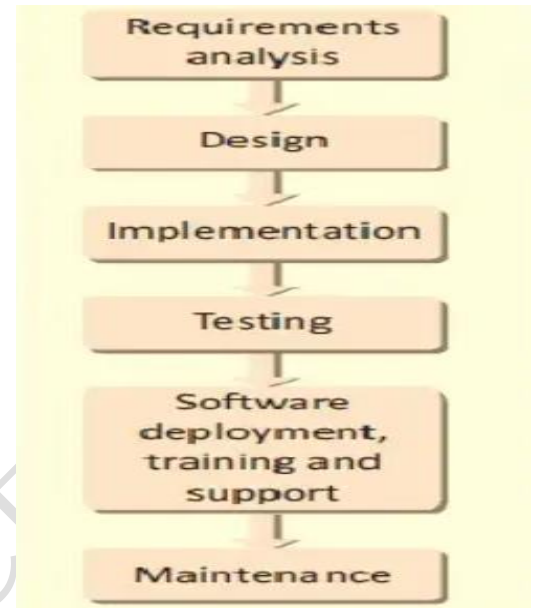 Requirements
analysis
Design
Implementation
Testing
Software
deployment,
training and
support
Maintenance